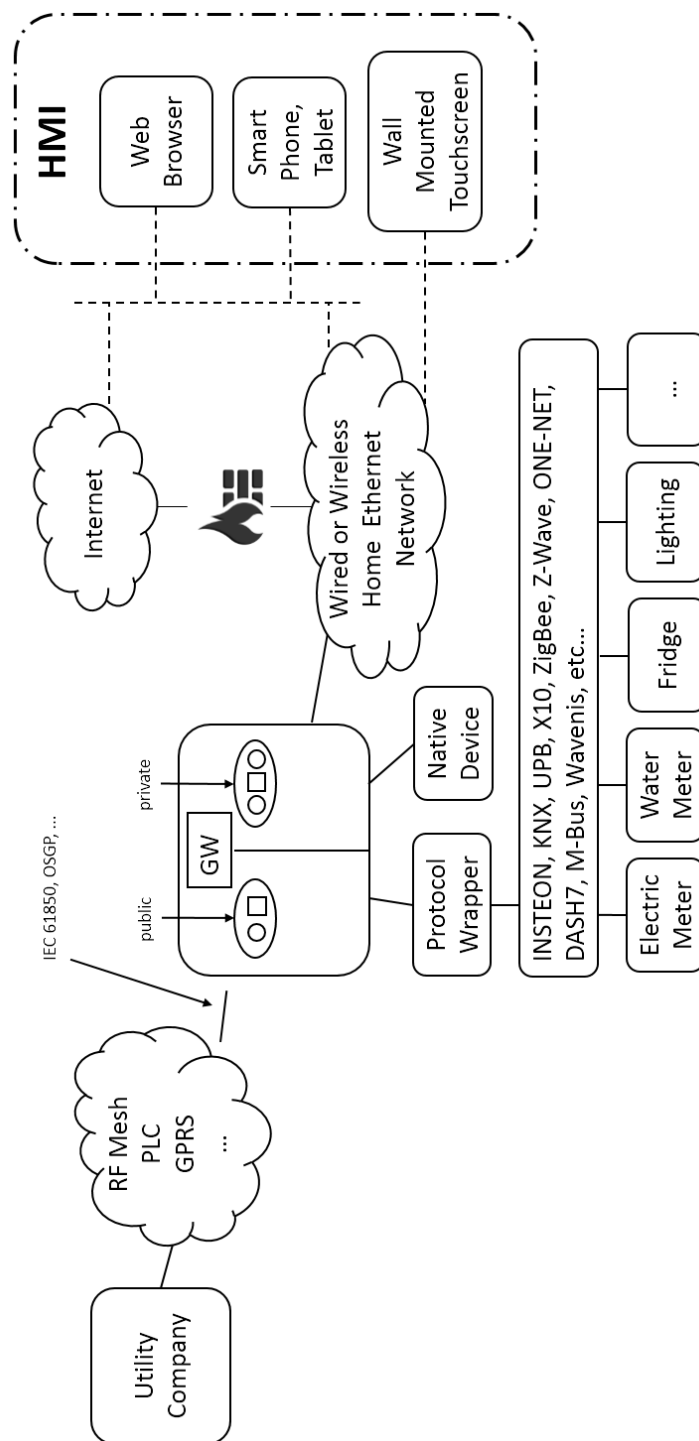 HMI
Web
Browser
Smart
Phone,
Tablet
Wall
Mounted
Touchscreen
Internet
Wired or Wireless
Home Ethernet
Network
private
public
GW
IEC 61850, OSGP, ...
RF Mesh
PLC
GPRS
...
Utility
Company
Protocol
Wrapper
Native
Device
INSTEON, KNX, UPB, X10, ZigBee, Z-Wave, ONE-NET,
DASH7, M-Bus, Wavenis, etc...
Electric
Meter
Water
Meter
Fridge
Lighting
...